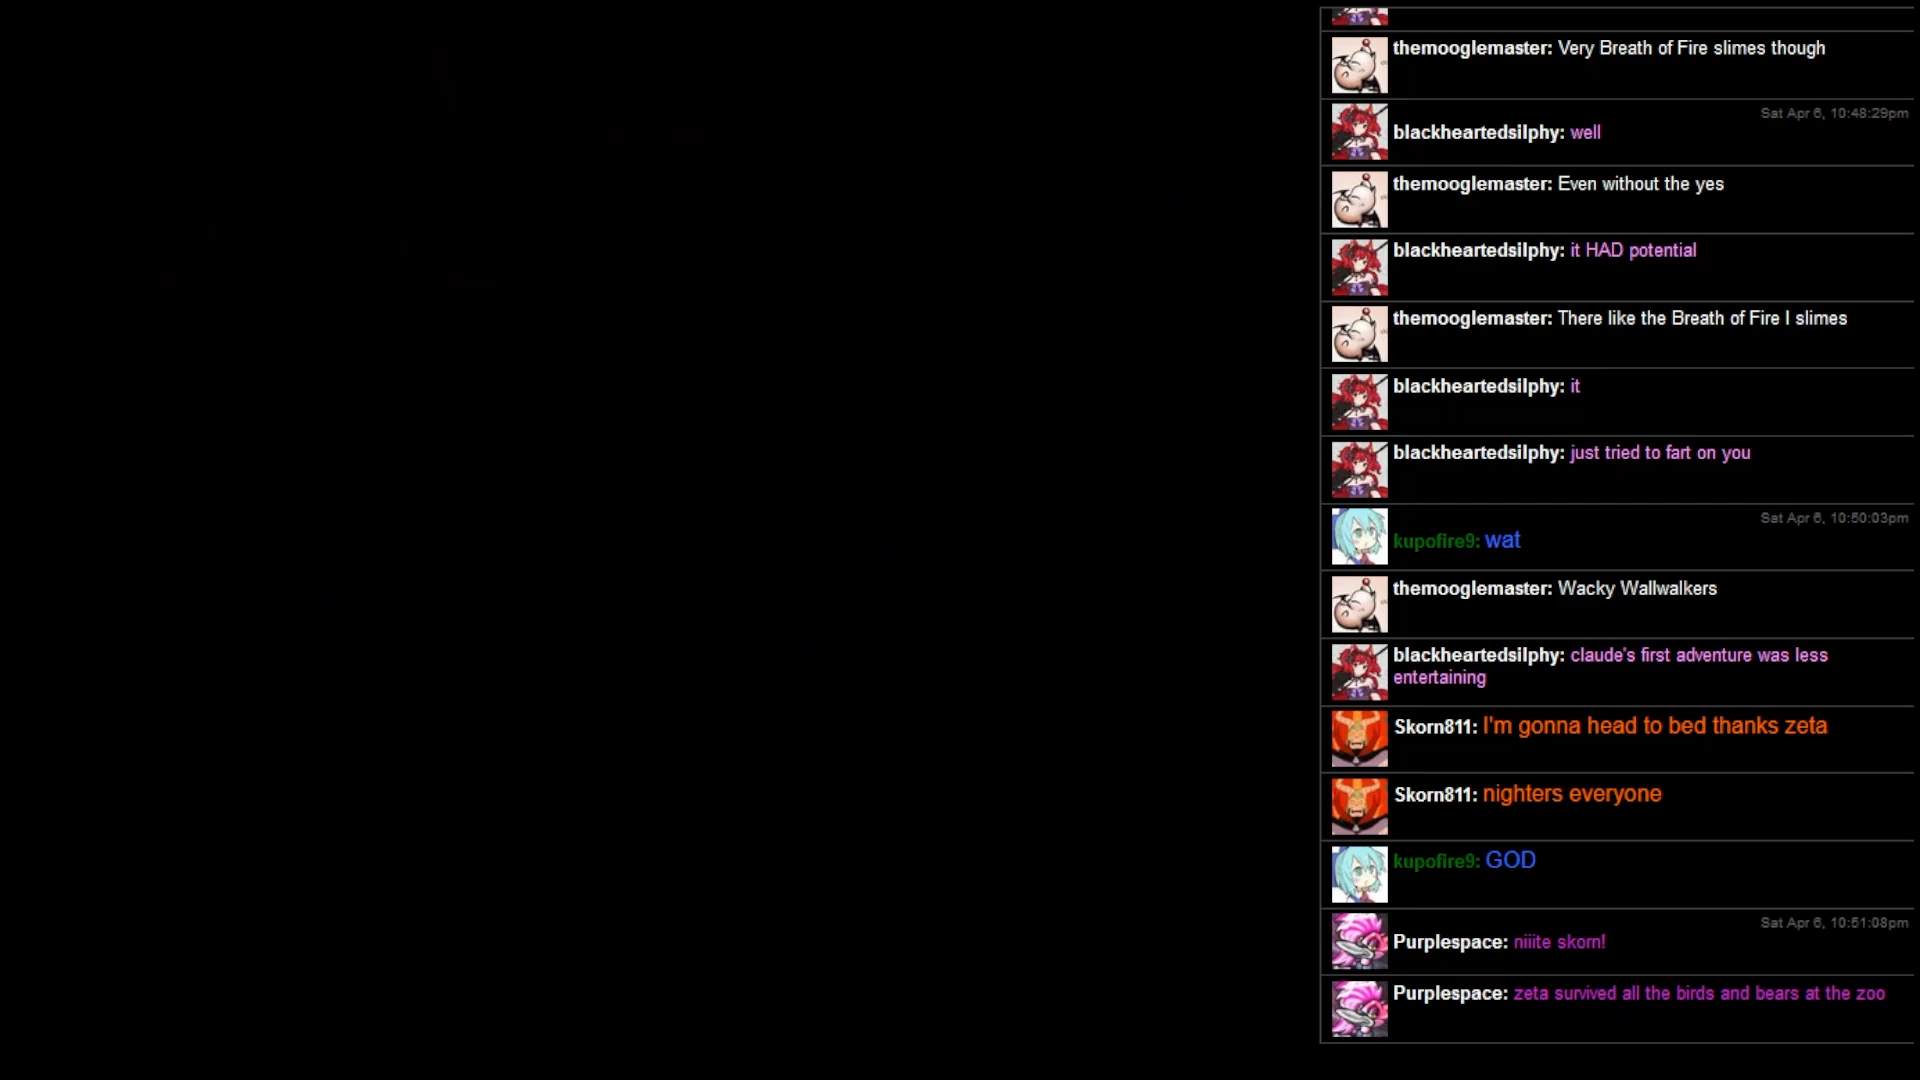 themooglemaster: Very Breath of Fire slimes though
Sat Apr 6, 10:48:29pm
blackheartedsilphy: well
themooglemaster: Even without the yes
blackheartedsilphy: it HAD potential
themooglemaster: There like the Breath of Fire I slimes
blackheartedsilphy: it
blackheartedsilphy: just tried to fart on you
Sat Apr 6, 10:50:03pm
kupofire9: wat
themooglemaster: Wacky Wallwalkers
blackheartedsilphy: claude's first adventure was less
entertaining
Skorn811: I'm gonna head to bed thanks zeta
Skorn811: nighters everyone
kupofire9: GOD
Sat Apr 6, 10:51:08pm
Purplespace: niiite skorn!
Purplespace: zeta survived all the birds and bears at the zoo